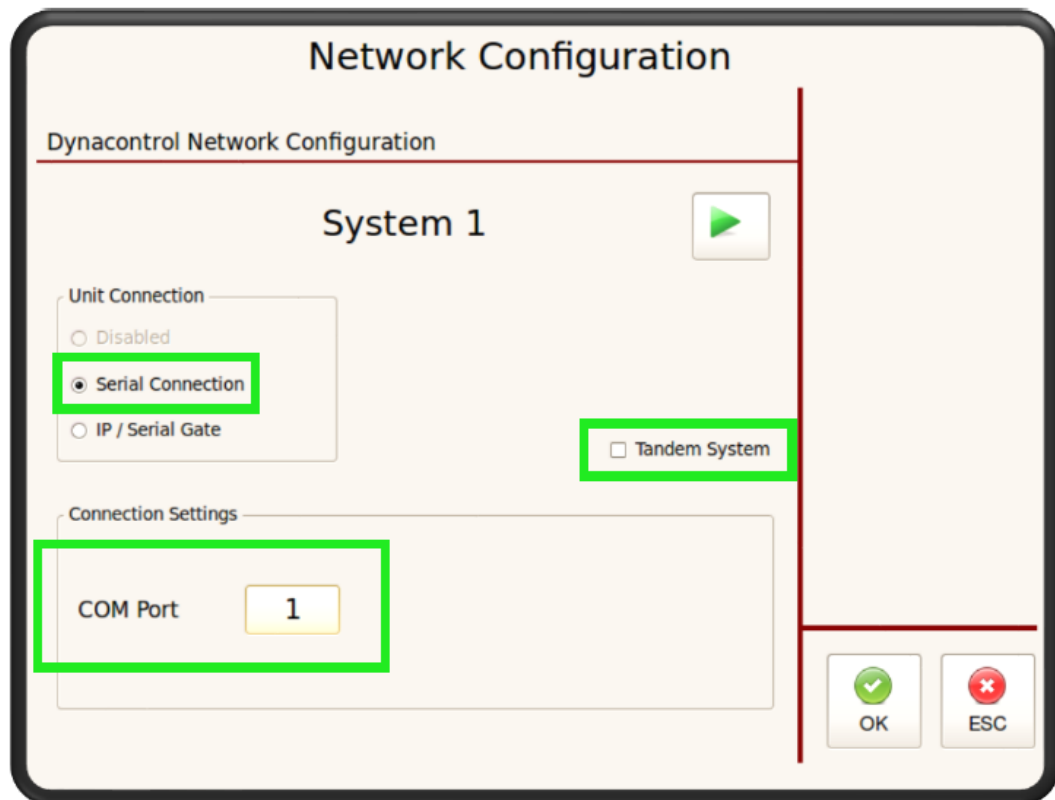 Network Configuration
Dynacontrol Network Configuration
System 1
Unit Connection
Disabled
Serial Connection
IP / Serial Gate
Tandem System
Connection Settings
COM Port 1
OK ESC